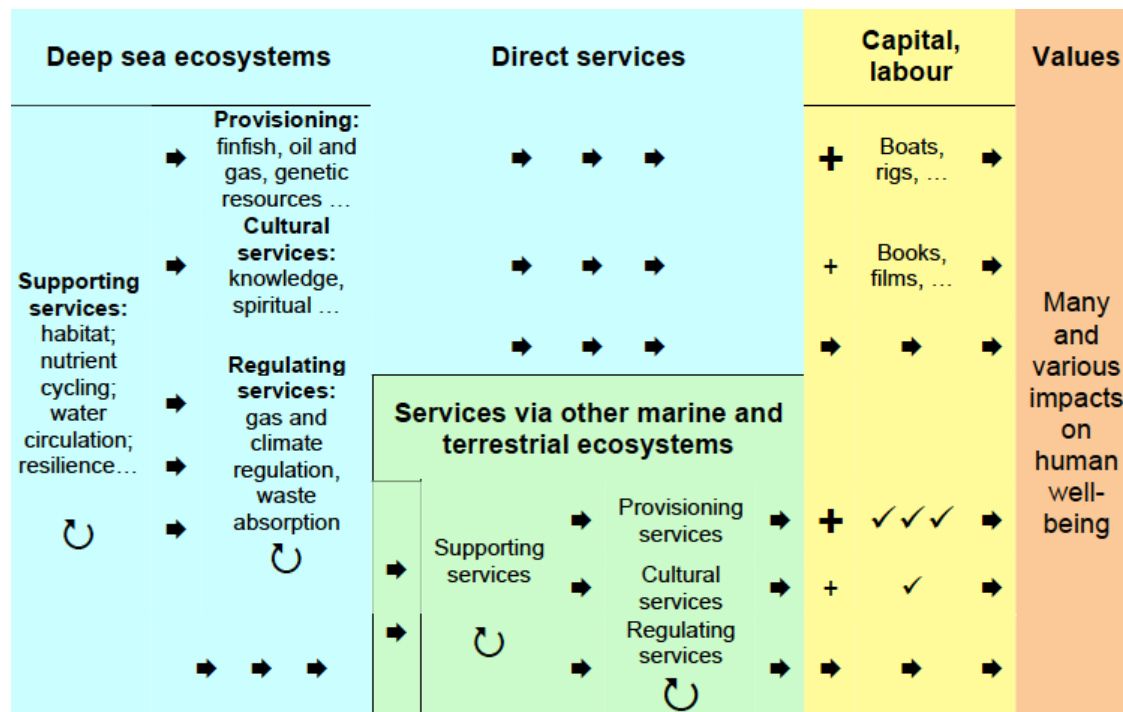 Deep sea ecosystems
Direct services
Capital,
labour
Values
Supporting
services:
habitat;
nutrient
cycling;
water
circulation;
resilience…
Provisioning:
finfish, oil and
gas, genetic
resources …
Cultural
services:
knowledge,
spiritual …
Regulating
services:
gas and
climate
regulation,
waste
absorption
+
Boats,
rigs, …
+
Books,
films, …
Services via other marine and
terrestrial ecosystems
Supporting
services
Provisioning
services
Cultural
services
Regulating
services
+ ✓✓✓
+ ✓
Many
and
various
impacts
on
human
well-
being